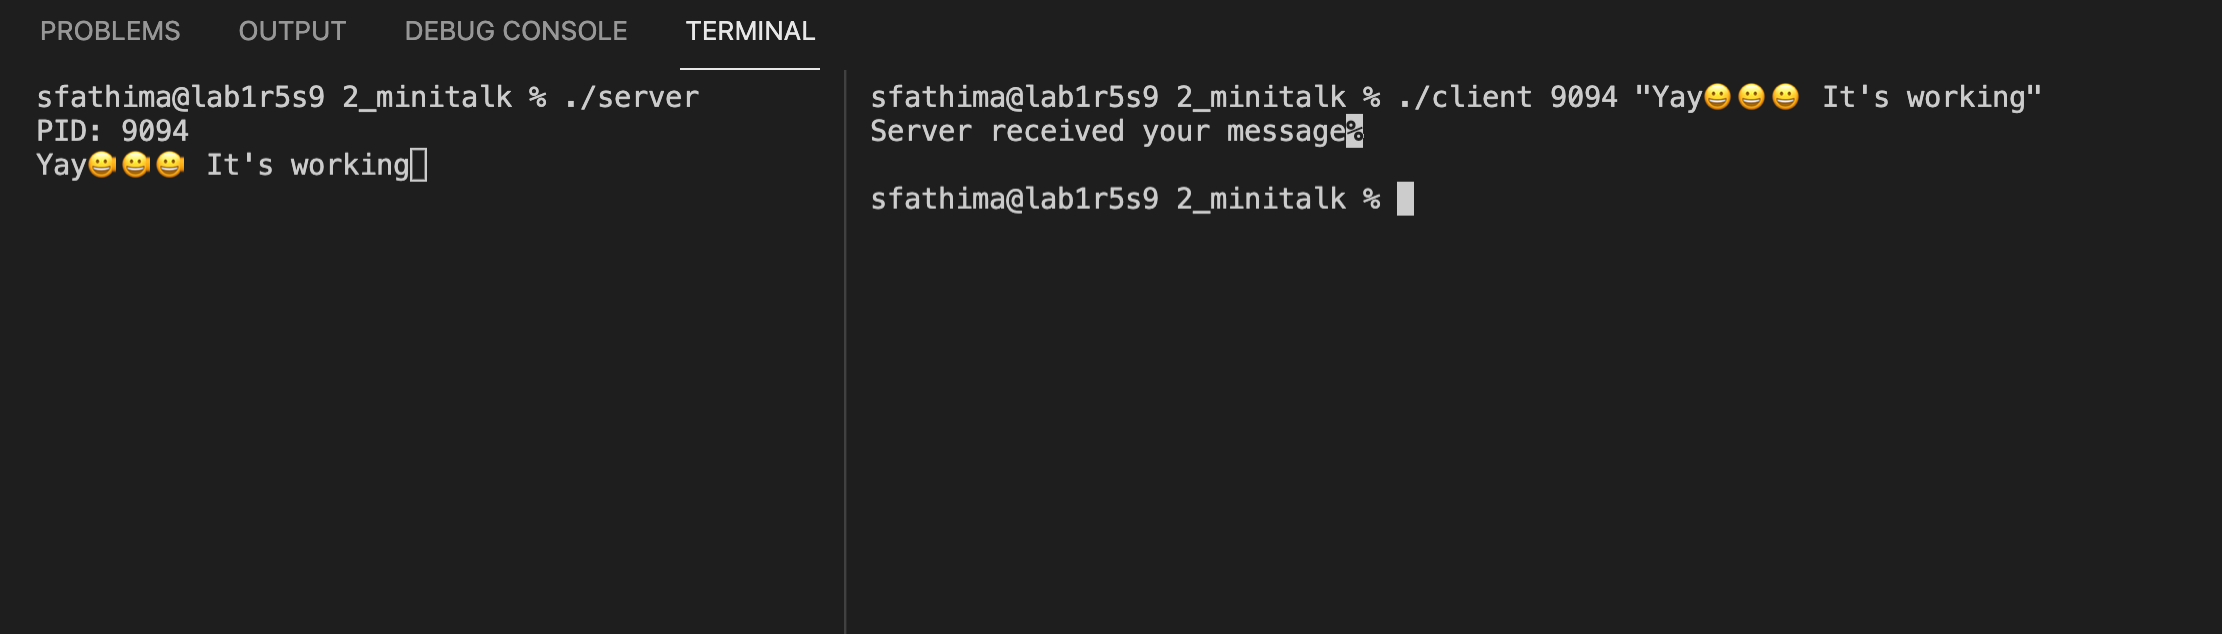 PROBLEMS OUTPUT DEBUG CONSOLE TERMINAL
sfathima@lab1r5s9 2_minitalk % ./server
PID: 9094
Yay😀😀😀 It's working
sfathima@lab1r5s9 2_minitalk % ./client 9094 "Yay😀😀😀 It's working"
Server received your message%
sfathima@lab1r5s9 2_minitalk %